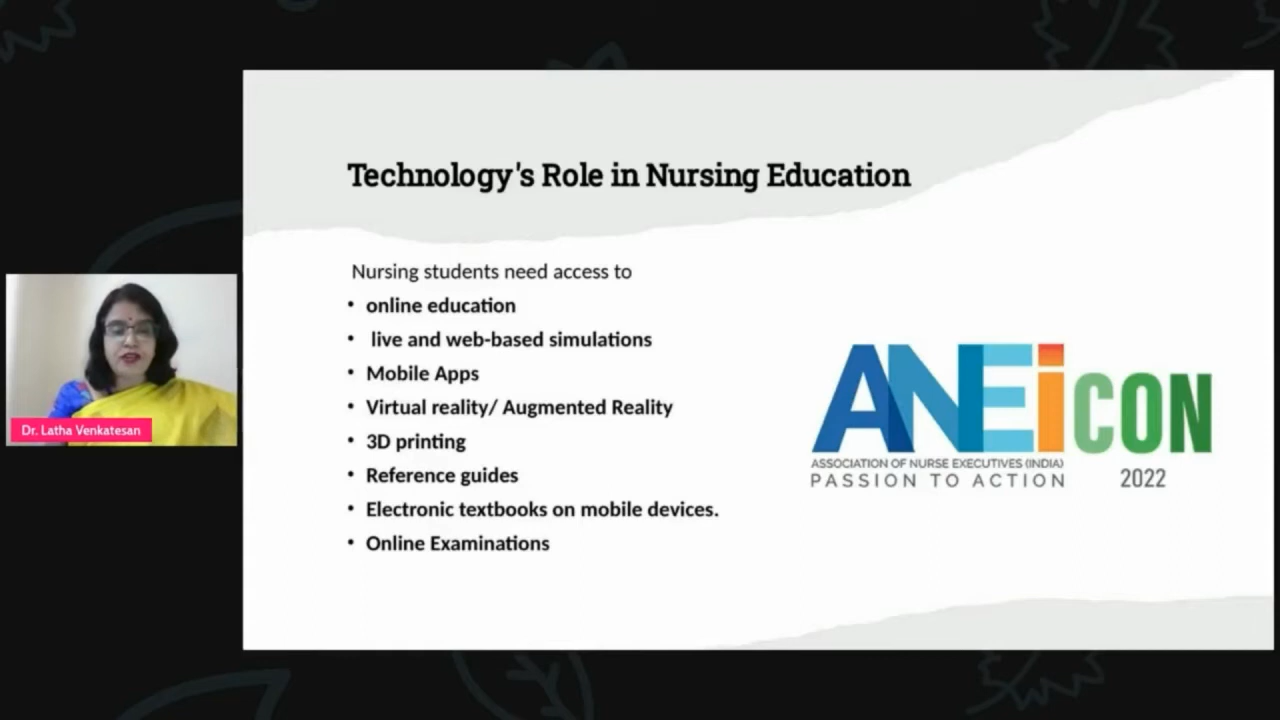 Technology's Role in Nursing Education
Nursing students need access to
• online education
• live and web-based simulations
• Mobile Apps
• Virtual reality/ Augmented Reality
• 3D printing
• Reference guides
• Electronic textbooks on mobile devices.
• Online Examinations
ANEiCON
ASSOCIATION OF NURSE EXECUTIVES (INDIA)
PASSION TO ACTION 2022
Dr. Latha Venkatesan